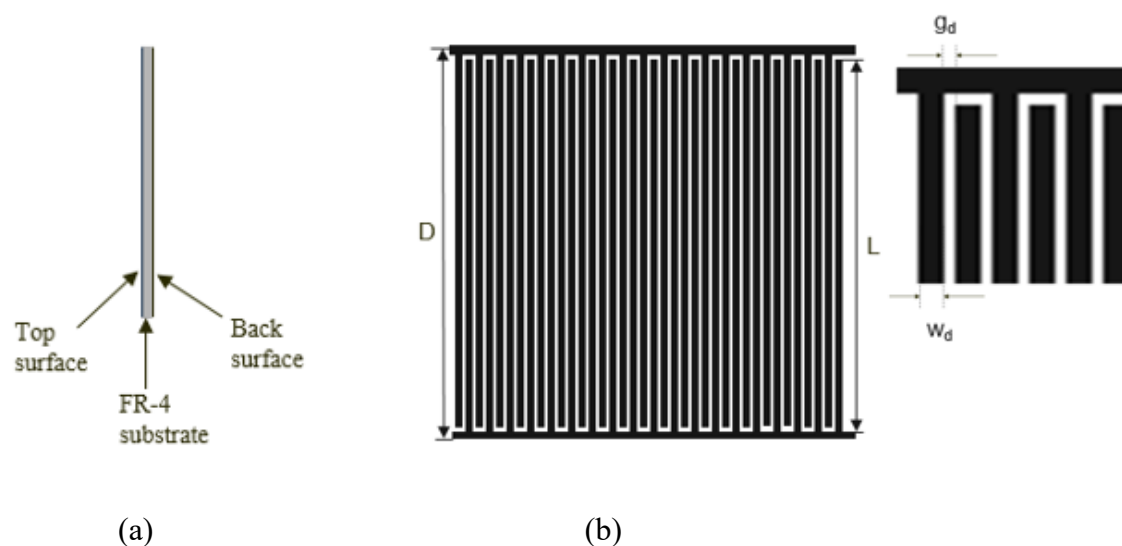 Top
surface
FR-4
substrate
Back
surface
(a)
D
L
(b)
g_d
w_d